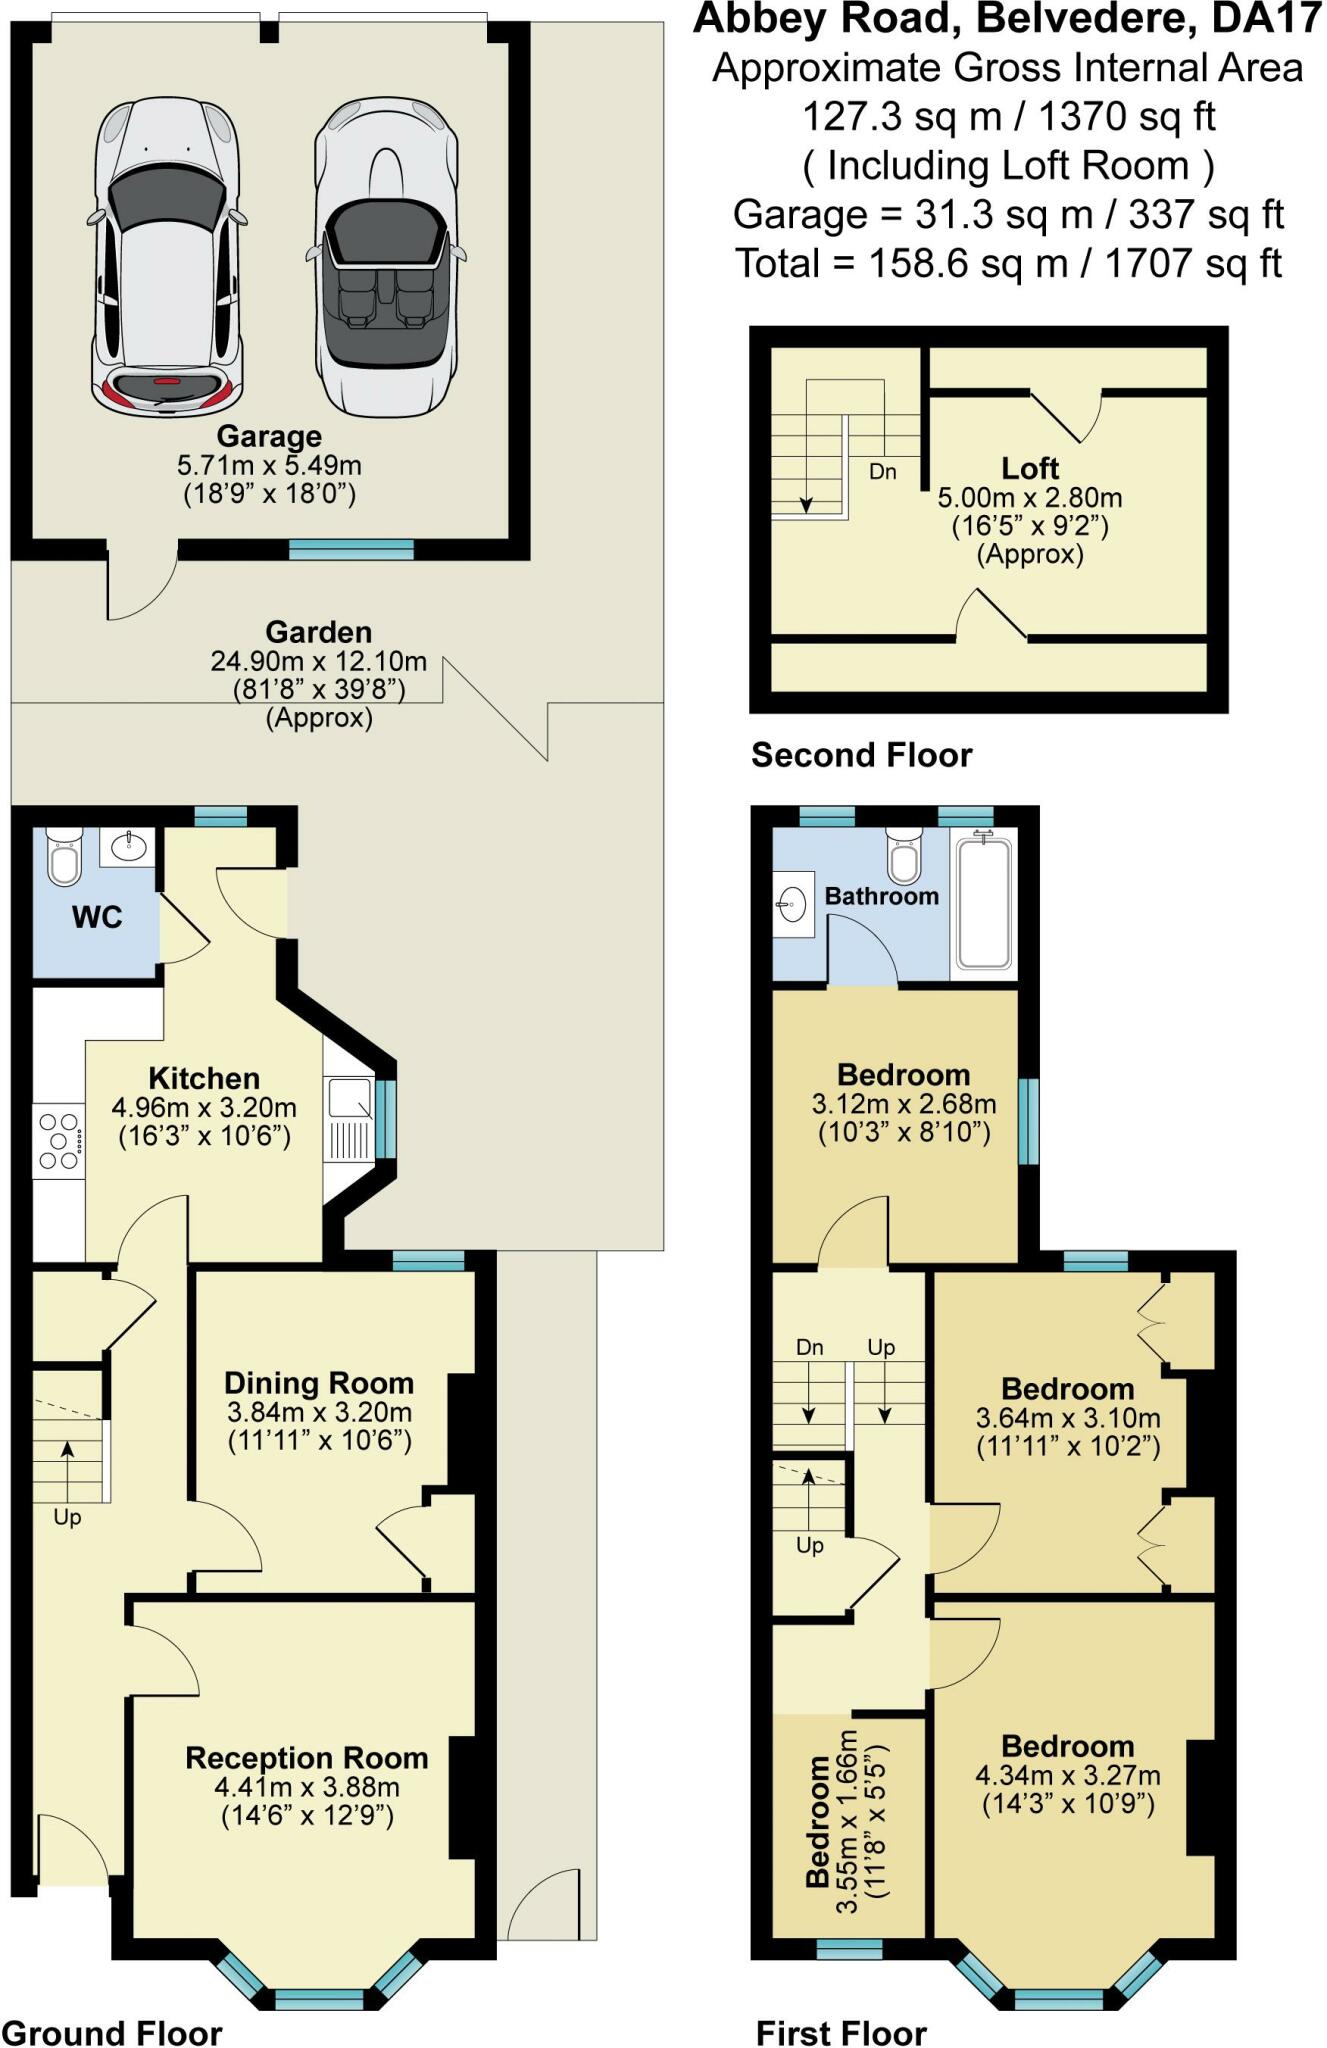 Abbey Road, Belvedere, DA17
Approximate Gross Internal Area
127.3 sq m / 1370 sq ft
( Including Loft Room )
Garage = 31.3 sq m / 337 sq ft
Total = 158.6 sq m / 1707 sq ft
Garage
5.71m x 5.49m
(18'9" x 18'0")
Garden
24.90m x 12.10m
(81'8" x 39'8")
(Approx)
WC
Kitchen
4.96m x 3.20m
(16'3" x 10'6")
Dining Room
3.84m x 3.20m
(11'11" x 10'6")
Up
Reception Room
4.41m x 3.88m
(14'6" x 12'9")
Ground Floor
Dn
Loft
5.00m x 2.80m
(16'5" x 9'2")
(Approx)
Second Floor
Bathroom
Bedroom
3.12m x 2.68m
(10'3" x 8'10")
Dn
Up
Bedroom
3.64m x 3.10m
(11'11" x 10'2")
Up
Bedroom
3.55m x 1.66m
(11'8" x 5'5")
Bedroom
4.34m x 3.27m
(14'3" x 10'9")
First Floor